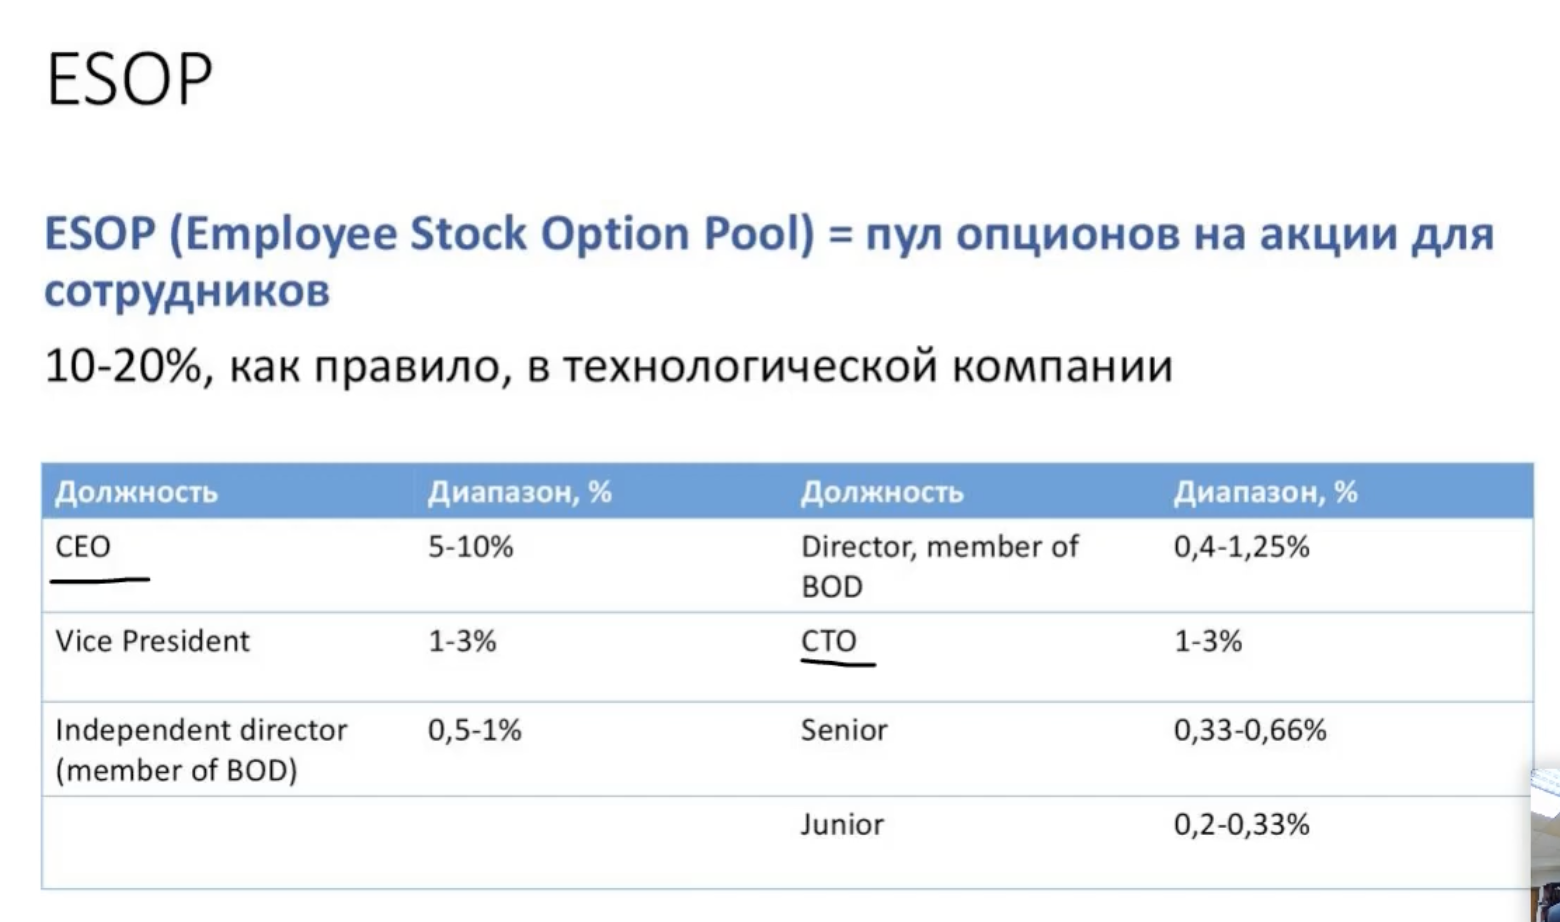 ESOP
ESOP (Employee Stock Option Pool) = пул опционов на акции для
сотрудников
10-20%, как правило, в технологической компании
Должность Диапазон, % Должность Диапазон, %
CEO 5-10% Director, member of
BOD 0,4-1,25%
Vice President 1-3% CTO 1-3%
Independent director
(member of BOD) 0,5-1% Senior 0,33-0,66%
Junior 0,2-0,33%